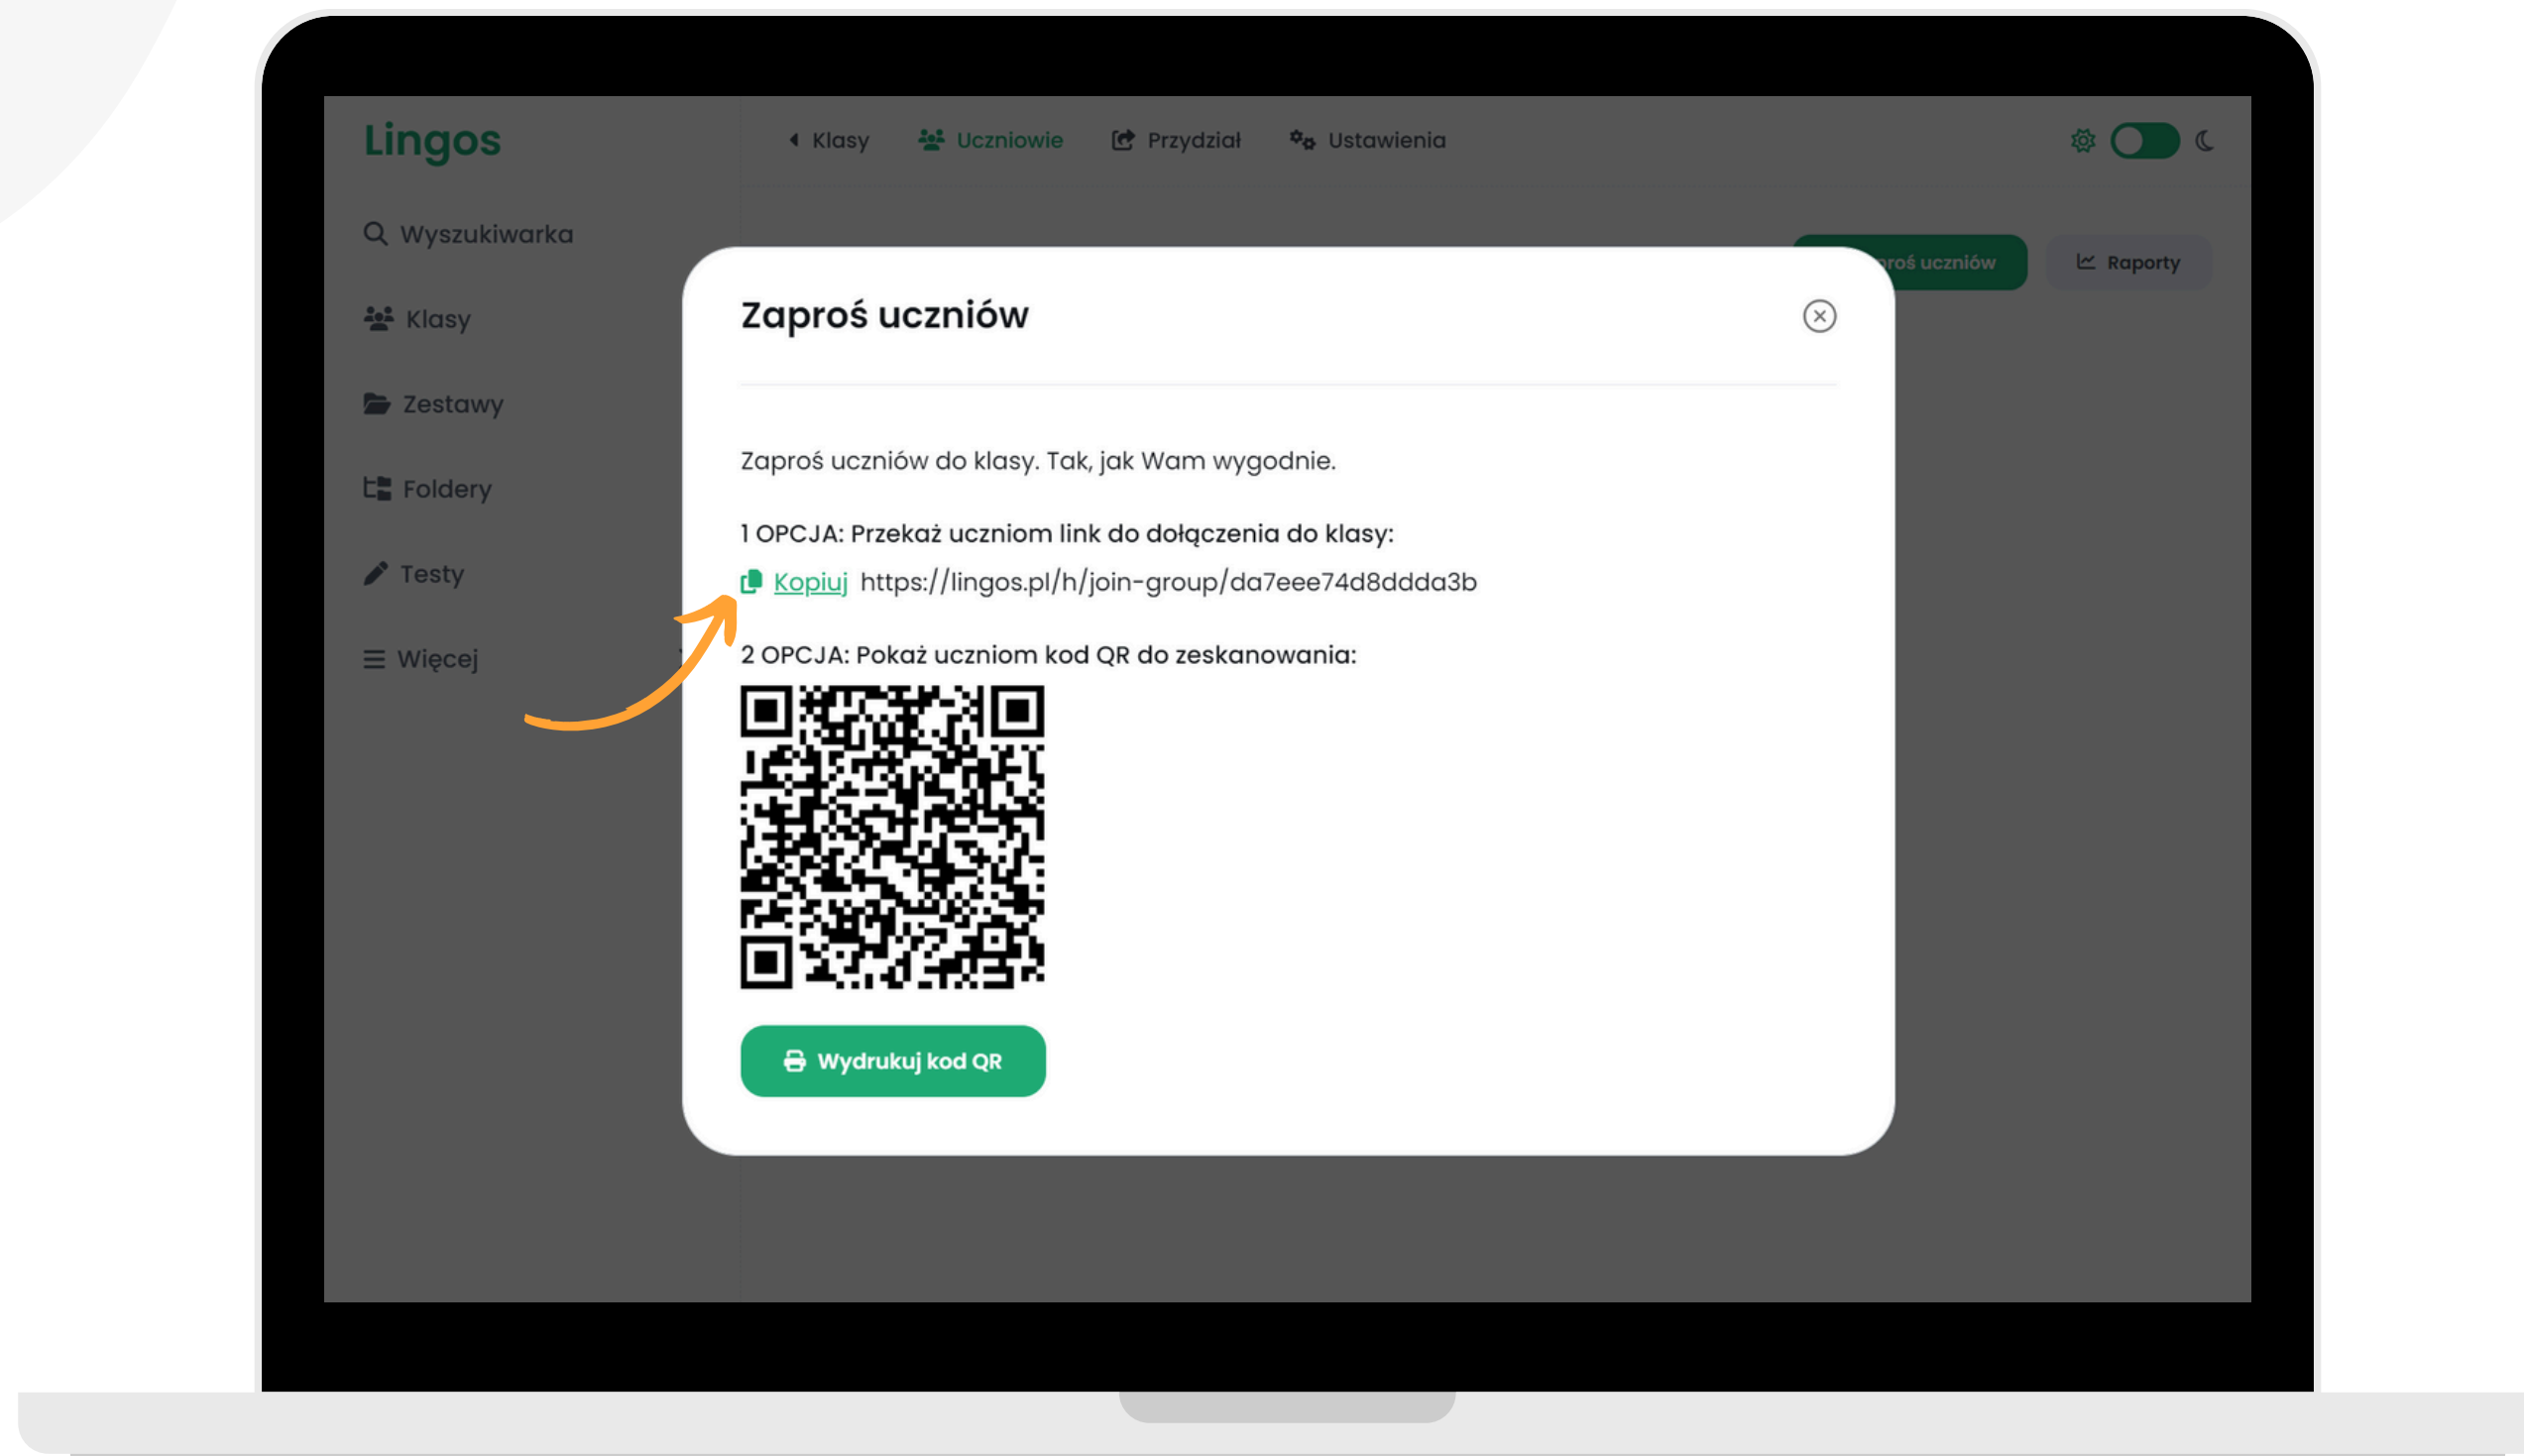 Lingos
Klasy
Uczniowie
Przydział
Ustawienia
Wyszukiwarka
Klasy
Zestawy
Foldery
Testy
Więcej
uczniów
Raporty
Zaproś uczniów
Zaproś uczniów do klasy. Tak, jak Wam wygodnie.
1 OPCJA: Przekaż uczniom link do dołączenia do klasy:
Kopiuj https://lingos.pl/h/join-group/da7eee74d8ddda3b
2 OPCJA: Pokaż uczniom kod QR do zeskanowania:
Wydrukuj kod QR